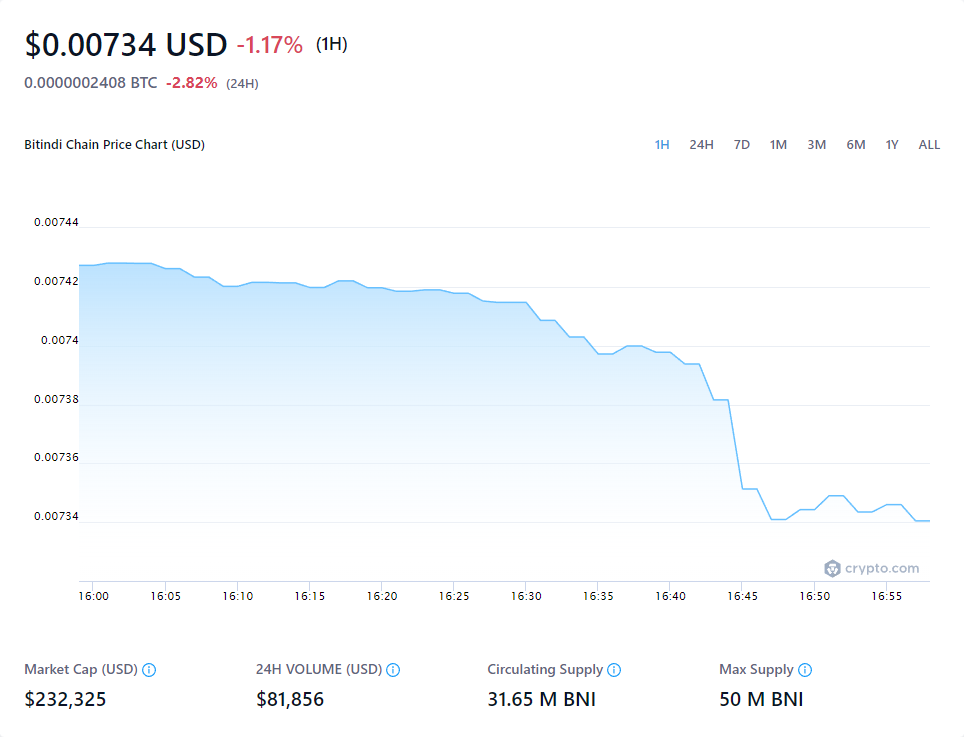 $0.00734 USD -1.17% (1H)
0.0000002408 BTC -2.82% (24H)
Bitindi Chain Price Chart (USD) 1H 24H 7D 1M 3M 6M 1Y ALL
0.00744
0.00742
0.0074
0.00738
0.00736
0.00734
crypto.com
16:00 16:05 16:10 16:15 16:20 16:25 16:30 16:35 16:40 16:45 16:50 16:55
Market Cap (USD) 24H VOLUME (USD) Circulating Supply Max Supply
$232,325 $81,856 31.65 M BNI 50 M BNI